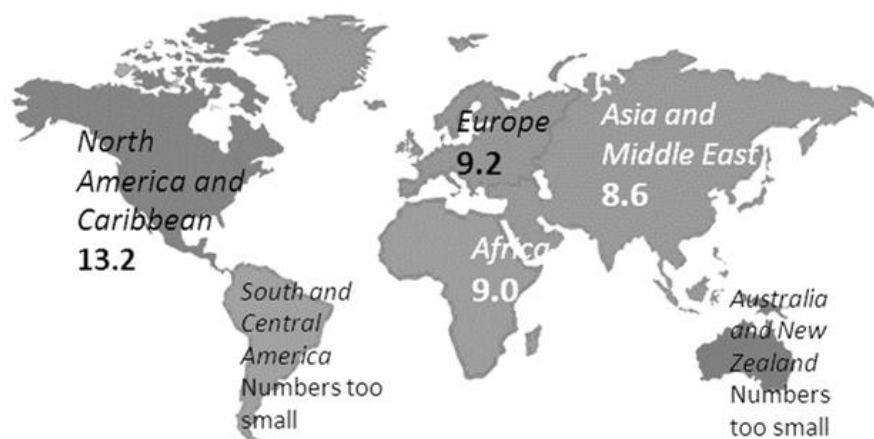 North
America and
Caribbean
13.2
Europe
9.2
Asia and
Middle East
8.6
Africa
9.0
South and
Central
America
Numbers too
small
Australia
and New
Zealand
Numbers
too small